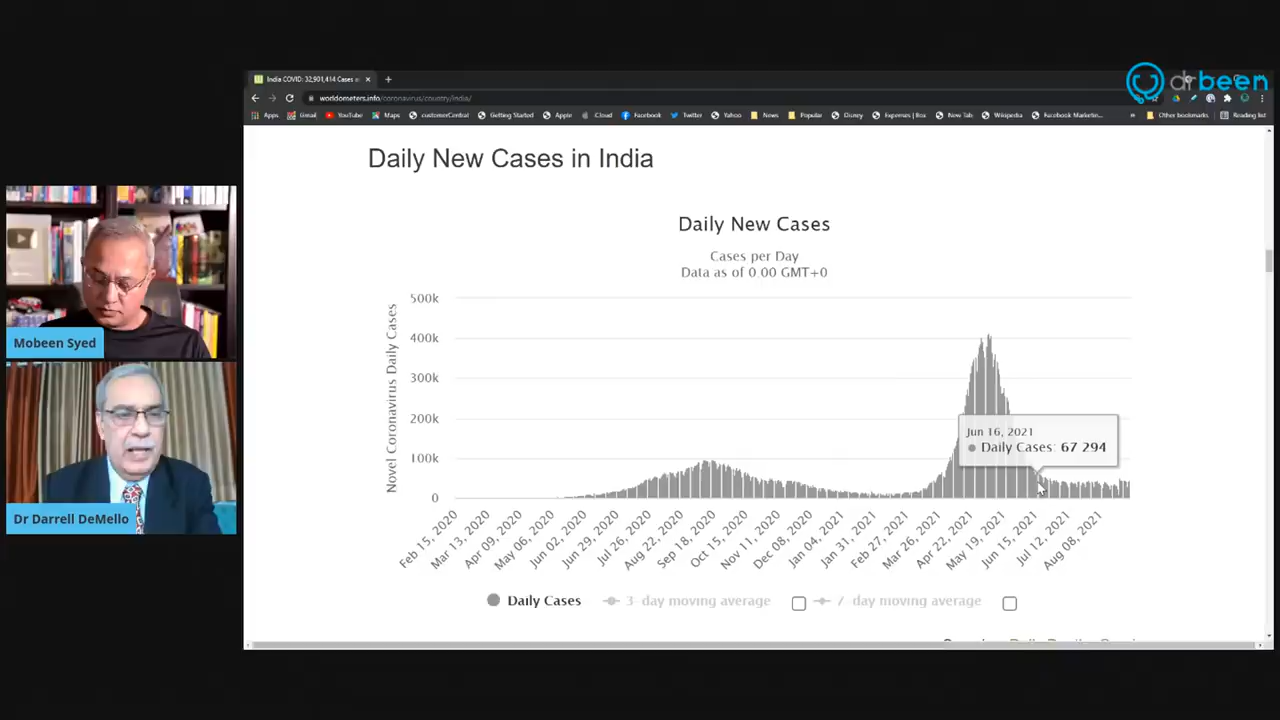 drbeen
India COVID: 32,901,414 Cases
worldometers.info/coronavirus/country/india/
Apps Gmail YouTube Maps customerCentral Getting Started Apple iCloud Facebook Twitter Yahoo News Popular Disney Expenses | Box New Tab Wikipedia Facebook Marketin... » Other bookmarks Reading list
Daily New Cases in India
Daily New Cases
Cases per Day
Data as of 0:00 GMT+0
Novel Coronavirus Daily Cases
500k
400k
300k
200k
100k
0
Jun 16, 2021
Daily Cases: 67 294
Feb 15, 2020
Mar 13, 2020
Apr 09, 2020
May 06, 2020
Jun 02, 2020
Jun 29, 2020
Jul 26, 2020
Aug 22, 2020
Sep 18, 2020
Oct 15, 2020
Nov 11, 2020
Dec 08, 2020
Jan 04, 2021
Jan 31, 2021
Feb 27, 2021
Mar 26, 2021
Apr 22, 2021
May 19, 2021
Jun 15, 2021
Jul 12, 2021
Aug 08, 2021
Daily Cases 3-day moving average 7-day moving average
Mobeen Syed
Dr Darrell DeMello